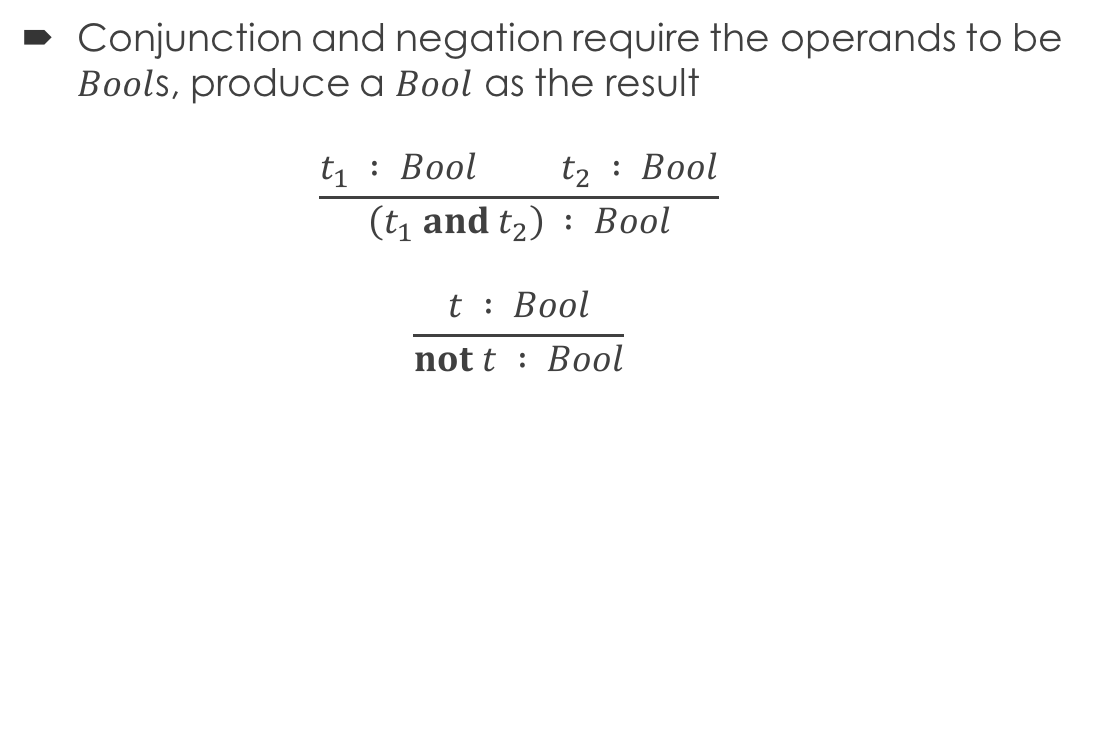 Conjunction and negation require the operands to be
Bools, produce a Bool as the result
t₁ : Bool t₂ : Bool
(t₁ and t₂) : Bool
t : Bool
not t : Bool